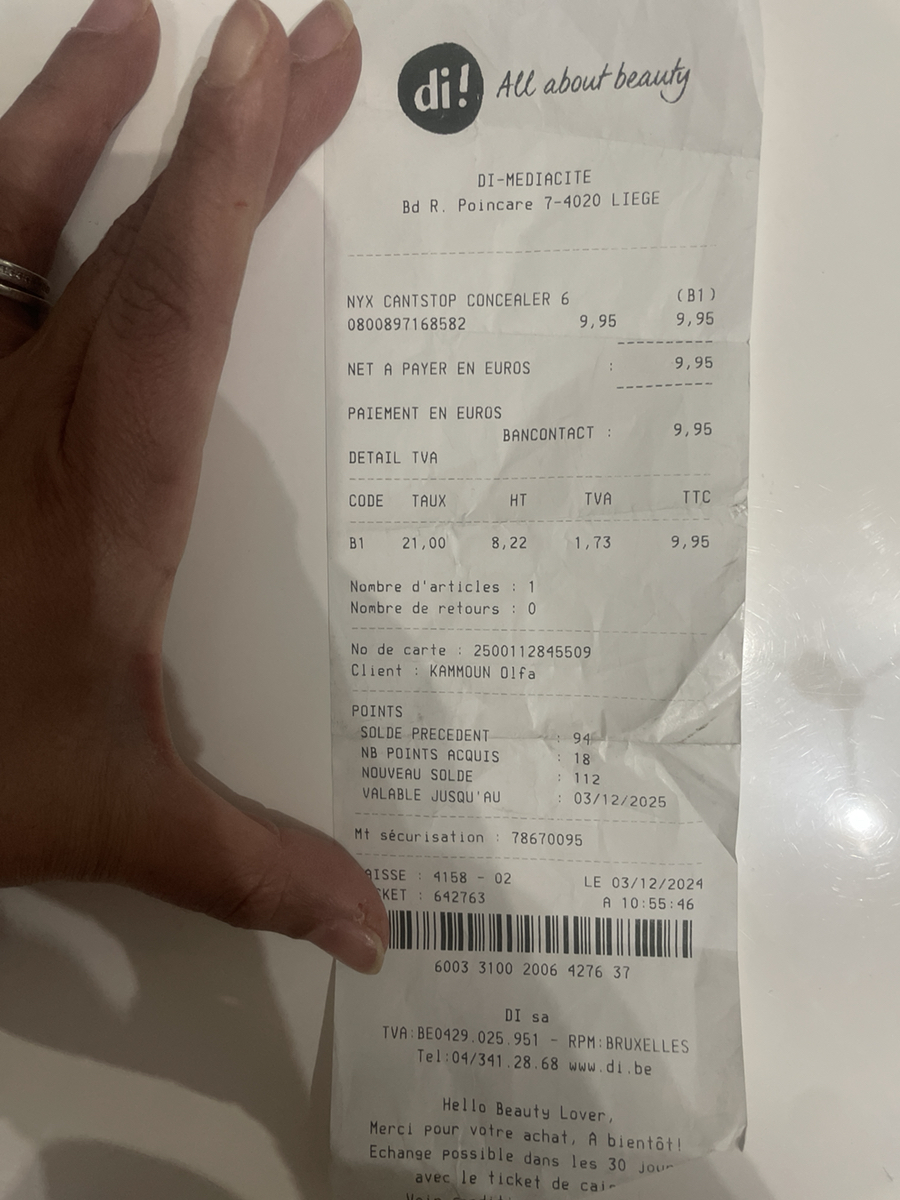 di! All about beauty
DI-MEDIACITE
Bd R. Poincare 7-4020 LIEGE
NYX CANTSTOP CONCEALER 6 (B1)
0800897168582 9,95 9,95
NET A PAYER EN EUROS : 9,95
PAIEMENT EN EUROS
BANCONTACT : 9,95
DETAIL TVA
CODE TAUX HT TVA TTC
B1 21,00 8,22 1,73 9,95
Nombre d'articles : 1
Nombre de retours : 0
No de carte : 2500112845509
Client : KAMMOUN Olfa
POINTS
SOLDE PRECEDENT : 94
NB POINTS ACQUIS : 18
NOUVEAU SOLDE : 112
VALABLE JUSQU'AU : 03/12/2025
Mt sécurisation : 78670095
AISSE : 4158 - 02 LE 03/12/2024
KET : 642763 A 10:55:46
6003 3100 2006 4276 37
DI sa
TVA:BE0429.025.951 - RPM:BRUXELLES
Tel:04/341.28.68 www.di.be
Hello Beauty Lover,
Merci pour votre achat, A bientôt!
Echange possible dans les 30
avec le ticket de